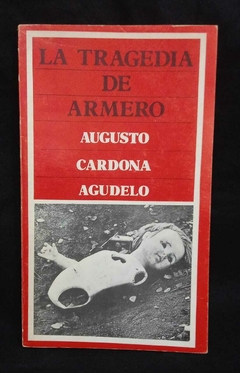 LA TRAGEDIA
DE
ARMERO
AUGUSTO
CARDONA
AGUDELO